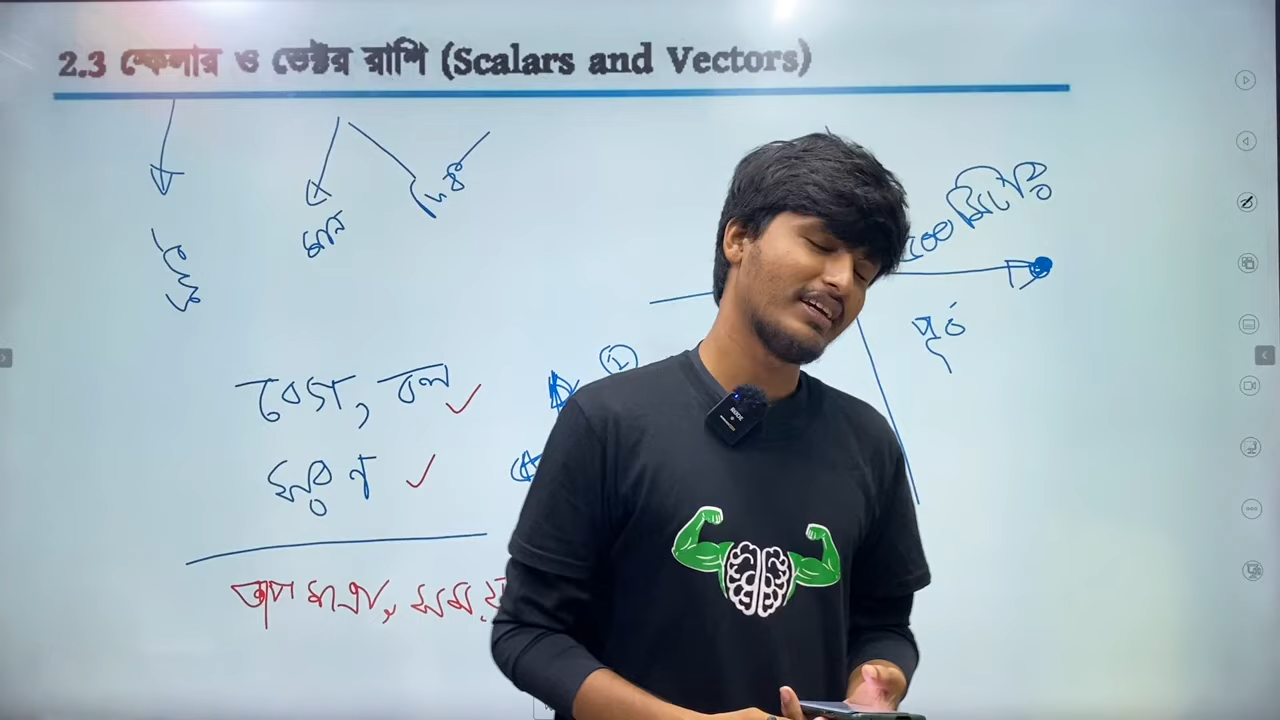 2.3 স্কেলার ও ভেক্টর রাশি (Scalars and Vectors)
মান
দিক
১০০ মিটার
পূর্ব
বেগ, বল
সরণ
তাপমাত্রা, সময়